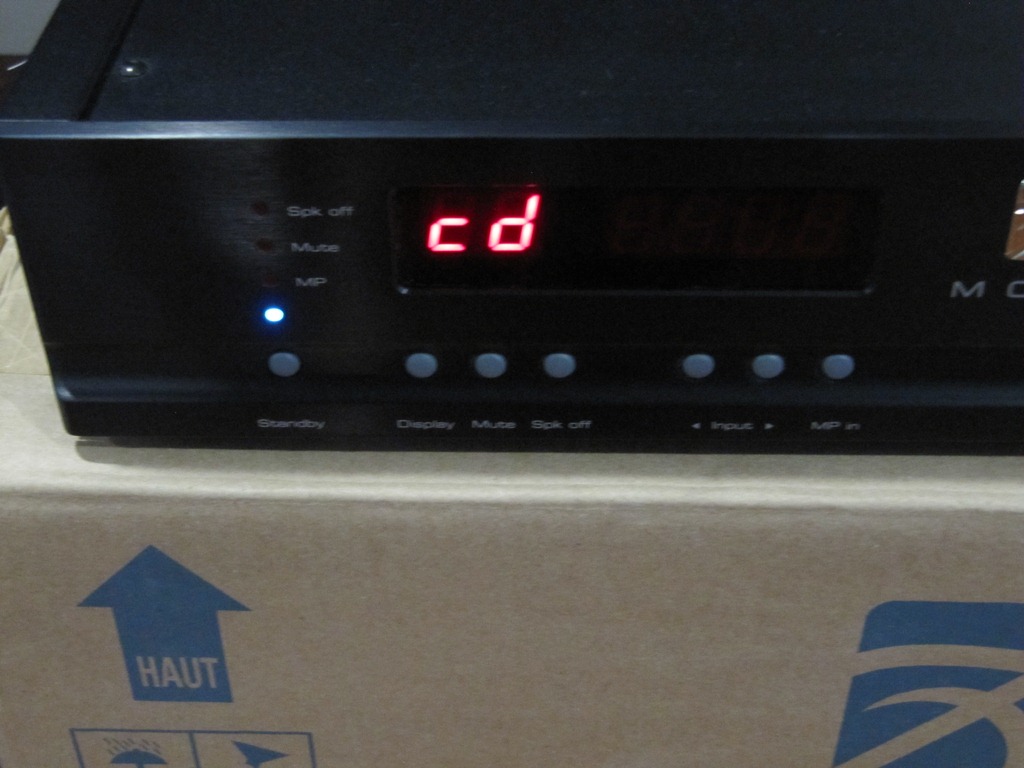 Spk off
cd
Mute
MP
M
Standby
Display Mute Spk off ◄ Input ► MP in
HAUT